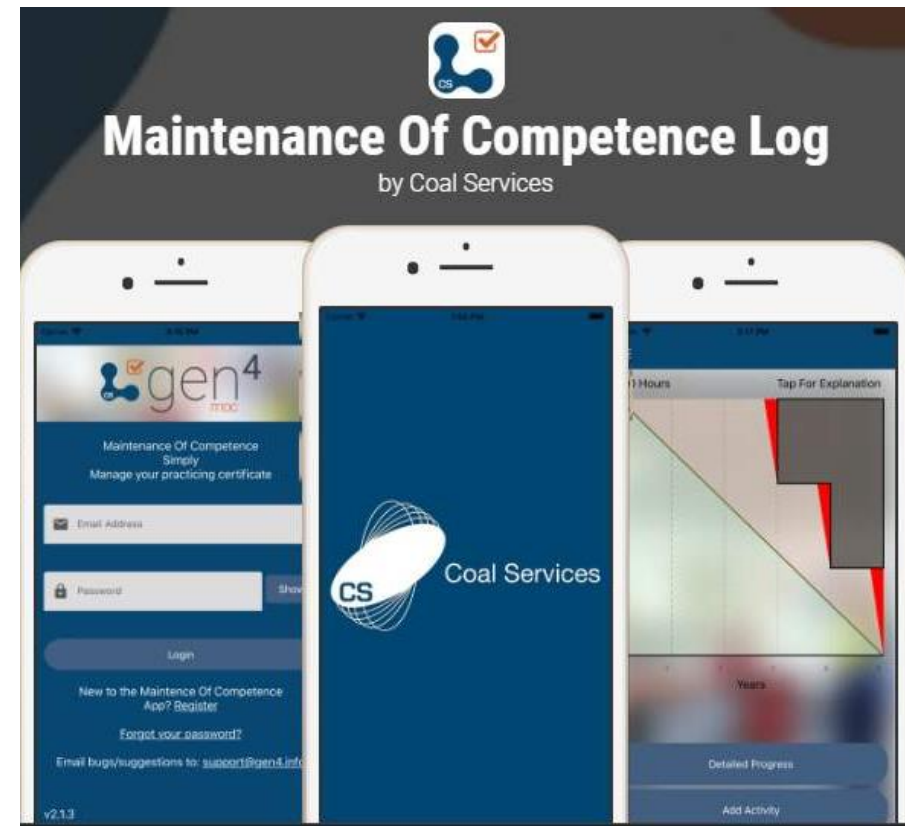 CS
Maintenance Of Competence Log
by Coal Services
CS
gen4
moc
Maintenance Of Competence
Simply
Manage your practicing certificate
Email Address
Password
Show
Login
New to the Maintence Of Competence
App? Register
Forgot your password?
Email bugs/suggestions to: support@gen4.info
v2.1.3
CS
Coal Services
Hours
Tap For Explanation
Years
Detailed Progress
Add Activity